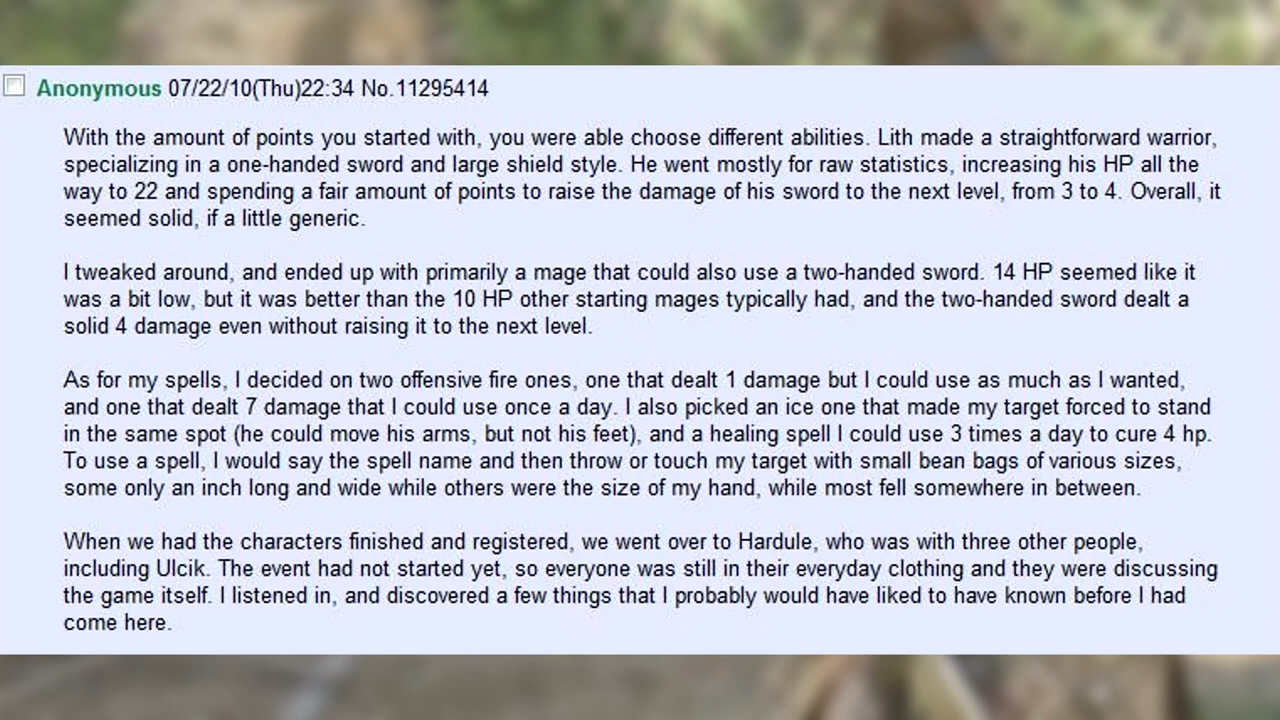 Anonymous 07/22/10(Thu)22:34 No.11295414
With the amount of points you started with, you were able choose different abilities. Lith made a straightforward warrior,
specializing in a one-handed sword and large shield style. He went mostly for raw statistics, increasing his HP all the
way to 22 and spending a fair amount of points to raise the damage of his sword to the next level, from 3 to 4. Overall, it
seemed solid, if a little generic.
I tweaked around, and ended up with primarily a mage that could also use a two-handed sword. 14 HP seemed like it
was a bit low, but it was better than the 10 HP other starting mages typically had, and the two-handed sword dealt a
solid 4 damage even without raising it to the next level.
As for my spells, I decided on two offensive fire ones, one that dealt 1 damage but I could use as much as I wanted,
and one that dealt 7 damage that I could use once a day. I also picked an ice one that made my target forced to stand
in the same spot (he could move his arms, but not his feet), and a healing spell I could use 3 times a day to cure 4 hp.
To use a spell, I would say the spell name and then throw or touch my target with small bean bags of various sizes,
some only an inch long and wide while others were the size of my hand, while most fell somewhere in between.
When we had the characters finished and registered, we went over to Hardule, who was with three other people,
including Ulcik. The event had not started yet, so everyone was still in their everyday clothing and they were discussing
the game itself. I listened in, and discovered a few things that I probably would have liked to have known before I had
come here.